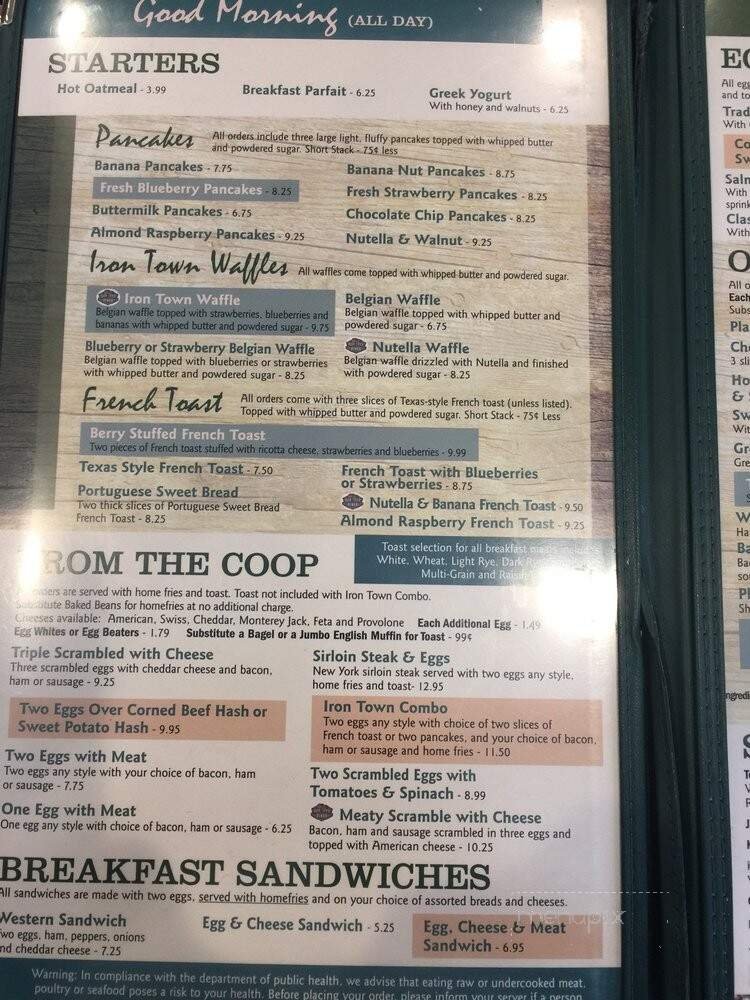 Good Morning (ALL DAY)
STARTERS
Hot Oatmeal - 3.99
Breakfast Parfait - 6.25
Greek Yogurt
With honey and walnuts - 6.25
Pancakes
All orders include three large light, fluffy pancakes topped with whipped butter
and powdered sugar. Short Stack - 75¢ less
Banana Pancakes - 7.75
Fresh Blueberry Pancakes - 8.25
Buttermilk Pancakes - 6.75
Almond Raspberry Pancakes - 9.25
Banana Nut Pancakes - 8.75
Fresh Strawberry Pancakes - 8.25
Chocolate Chip Pancakes - 8.25
Nutella & Walnut - 9.25
Iron Town Waffles
All waffles come topped with whipped butter and powdered sugar.
Iron Town Waffle
Belgian waffle topped with strawberries, blueberries and
bananas with whipped butter and powdered sugar - 9.75
Belgian Waffle
Belgian waffle topped with whipped butter and
powdered sugar - 6.75
Blueberry or Strawberry Belgian Waffle
Belgian waffle topped with blueberries or strawberries
with whipped butter and powdered sugar - 8.25
Nutella Waffle
Belgian waffle drizzled with Nutella and finished
with powdered sugar - 8.25
French Toast
All orders come with three slices of Texas-style French toast (unless listed).
Topped with whipped butter and powdered sugar. Short Stack - 75¢ Less
Berry Stuffed French Toast
Two pieces of French toast stuffed with ricotta cheese, strawberries and blueberries - 9.99
Texas Style French Toast - 7.50
Portuguese Sweet Bread
Two thick slices of Portuguese Sweet Bread
French Toast - 8.25
French Toast with Blueberries
or Strawberries - 8.75
Nutella & Banana French Toast - 9.50
Almond Raspberry French Toast - 9.25
FROM THE COOP
Toast selection for all breakfast
White, Wheat, Light Rye, Dark
Multi-Grain and
are served with home fries and toast. Toast not included with Iron Town Combo.
Substitute Baked Beans for homefries at no additional charge.
Cheeses available: American, Swiss, Cheddar, Monterey Jack, Feta and Provolone Each Additional Egg - 1.49
Egg Whites or Egg Beaters - 1.79 Substitute a Bagel or a Jumbo English Muffin for Toast - 99¢
Triple Scrambled with Cheese
Three scrambled eggs with cheddar cheese and bacon,
ham or sausage - 9.25
Two Eggs Over Corned Beef Hash or
Sweet Potato Hash - 9.95
Two Eggs with Meat
Two eggs any style with your choice of bacon, ham
or sausage - 7.75
One Egg with Meat
One egg any style with choice of bacon, ham or sausage - 6.25
Sirloin Steak & Eggs
New York sirloin steak served with two eggs any style,
home fries and toast- 12.95
Iron Town Combo
Two eggs any style with choice of two slices of
French toast or two pancakes, and your choice of bacon,
ham or sausage and home fries - 11.50
Two Scrambled Eggs with
Tomatoes & Spinach - 8.99
Meaty Scramble with Cheese
Bacon, ham and sausage scrambled in three eggs and
topped with American cheese - 10.25
BREAKFAST SANDWICHES
All sandwiches are made with two eggs, served with homefries and on your choice of assorted breads and cheeses.
Western Sandwich
Two eggs, ham, peppers, onions
and cheddar cheese - 7.25
Egg & Cheese Sandwich - 5.25
Egg, Cheese & Meat
Sandwich - 6.95
menupix
Warning: In compliance with the department of public health, we advise that eating raw or undercooked meat,
poultry or seafood poses a risk to your health. Before placing your order, please inform your server if a person